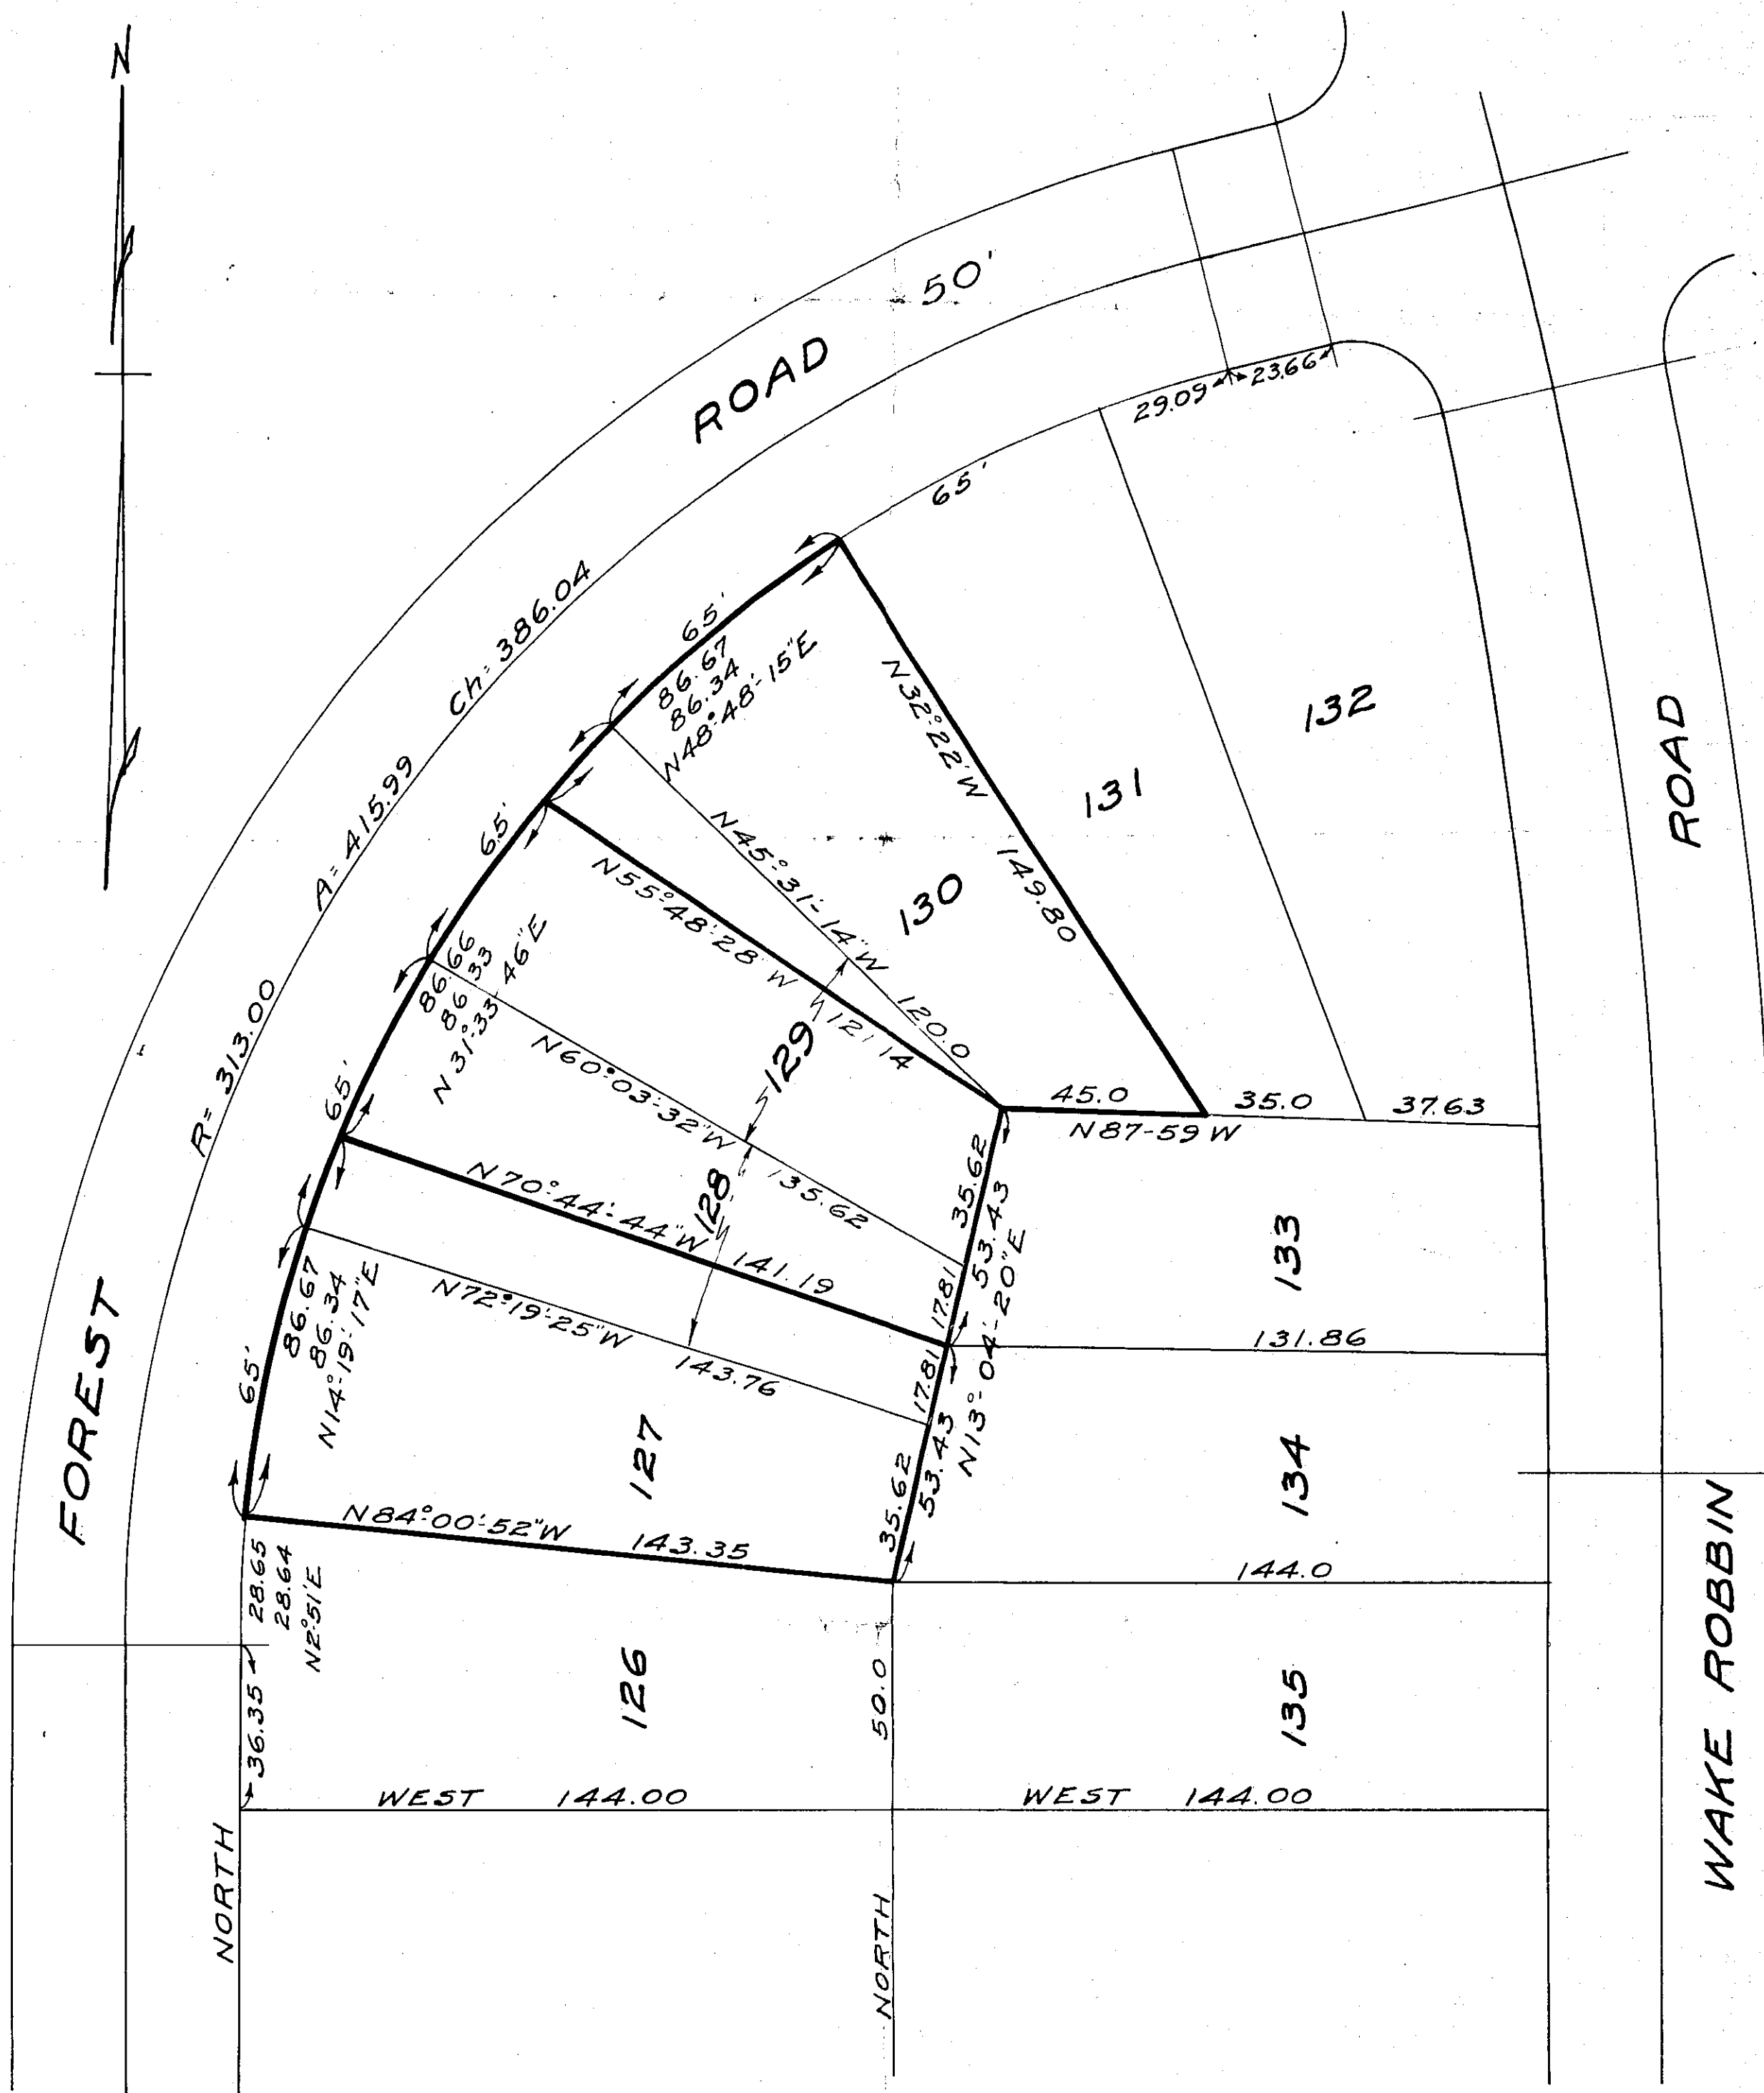 N
50'
ROAD
29.09
23.66
65'
Ch= 386.04
A= 415.99
R= 313.00
65'
86.67
86.34
N48°-48'-15"E
N32°-22'W
149.80
132
131
ROAD
65'
N45°-31'-14"W
120.0
130
N55°-48'-28"W
121.14
86.66
86.33
N31°-33'-46"E
129
N60°-03'-32"W
135.62
45.0
35.0
37.63
N87-59 W
65'
128
N70°-44'-44"W
141.19
35.62
17.81
53.43
N13°-04'-20"E
133
131.86
FOREST
65'
86.67
86.34
N14°-19'-17"E
N72°-19'-25"W
143.76
127
17.81
35.62
53.43
134
144.0
N84°-00'-52"W
143.35
28.65
28.64
N2°-51'E
36.35
126
50.0
135
WAKE ROBBIN
WEST 144.00
WEST 144.00
NORTH
NORTH